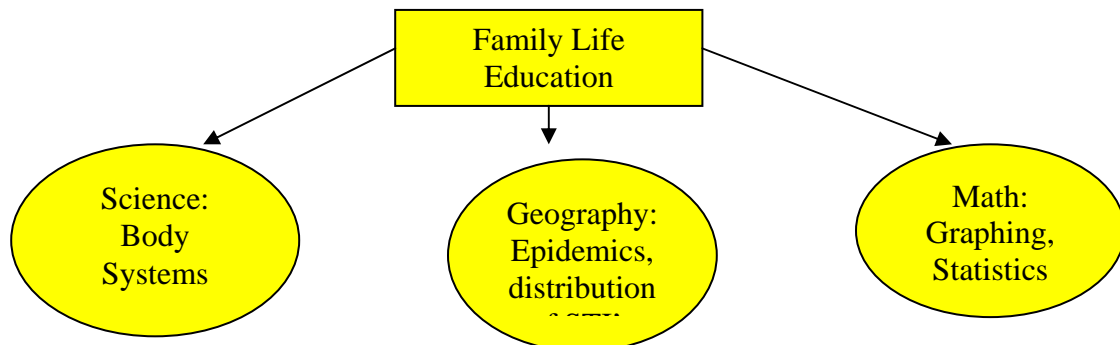 Family Life
Education
Science:
Body
Systems
Geography:
Epidemics,
distribution
Math:
Graphing,
Statistics